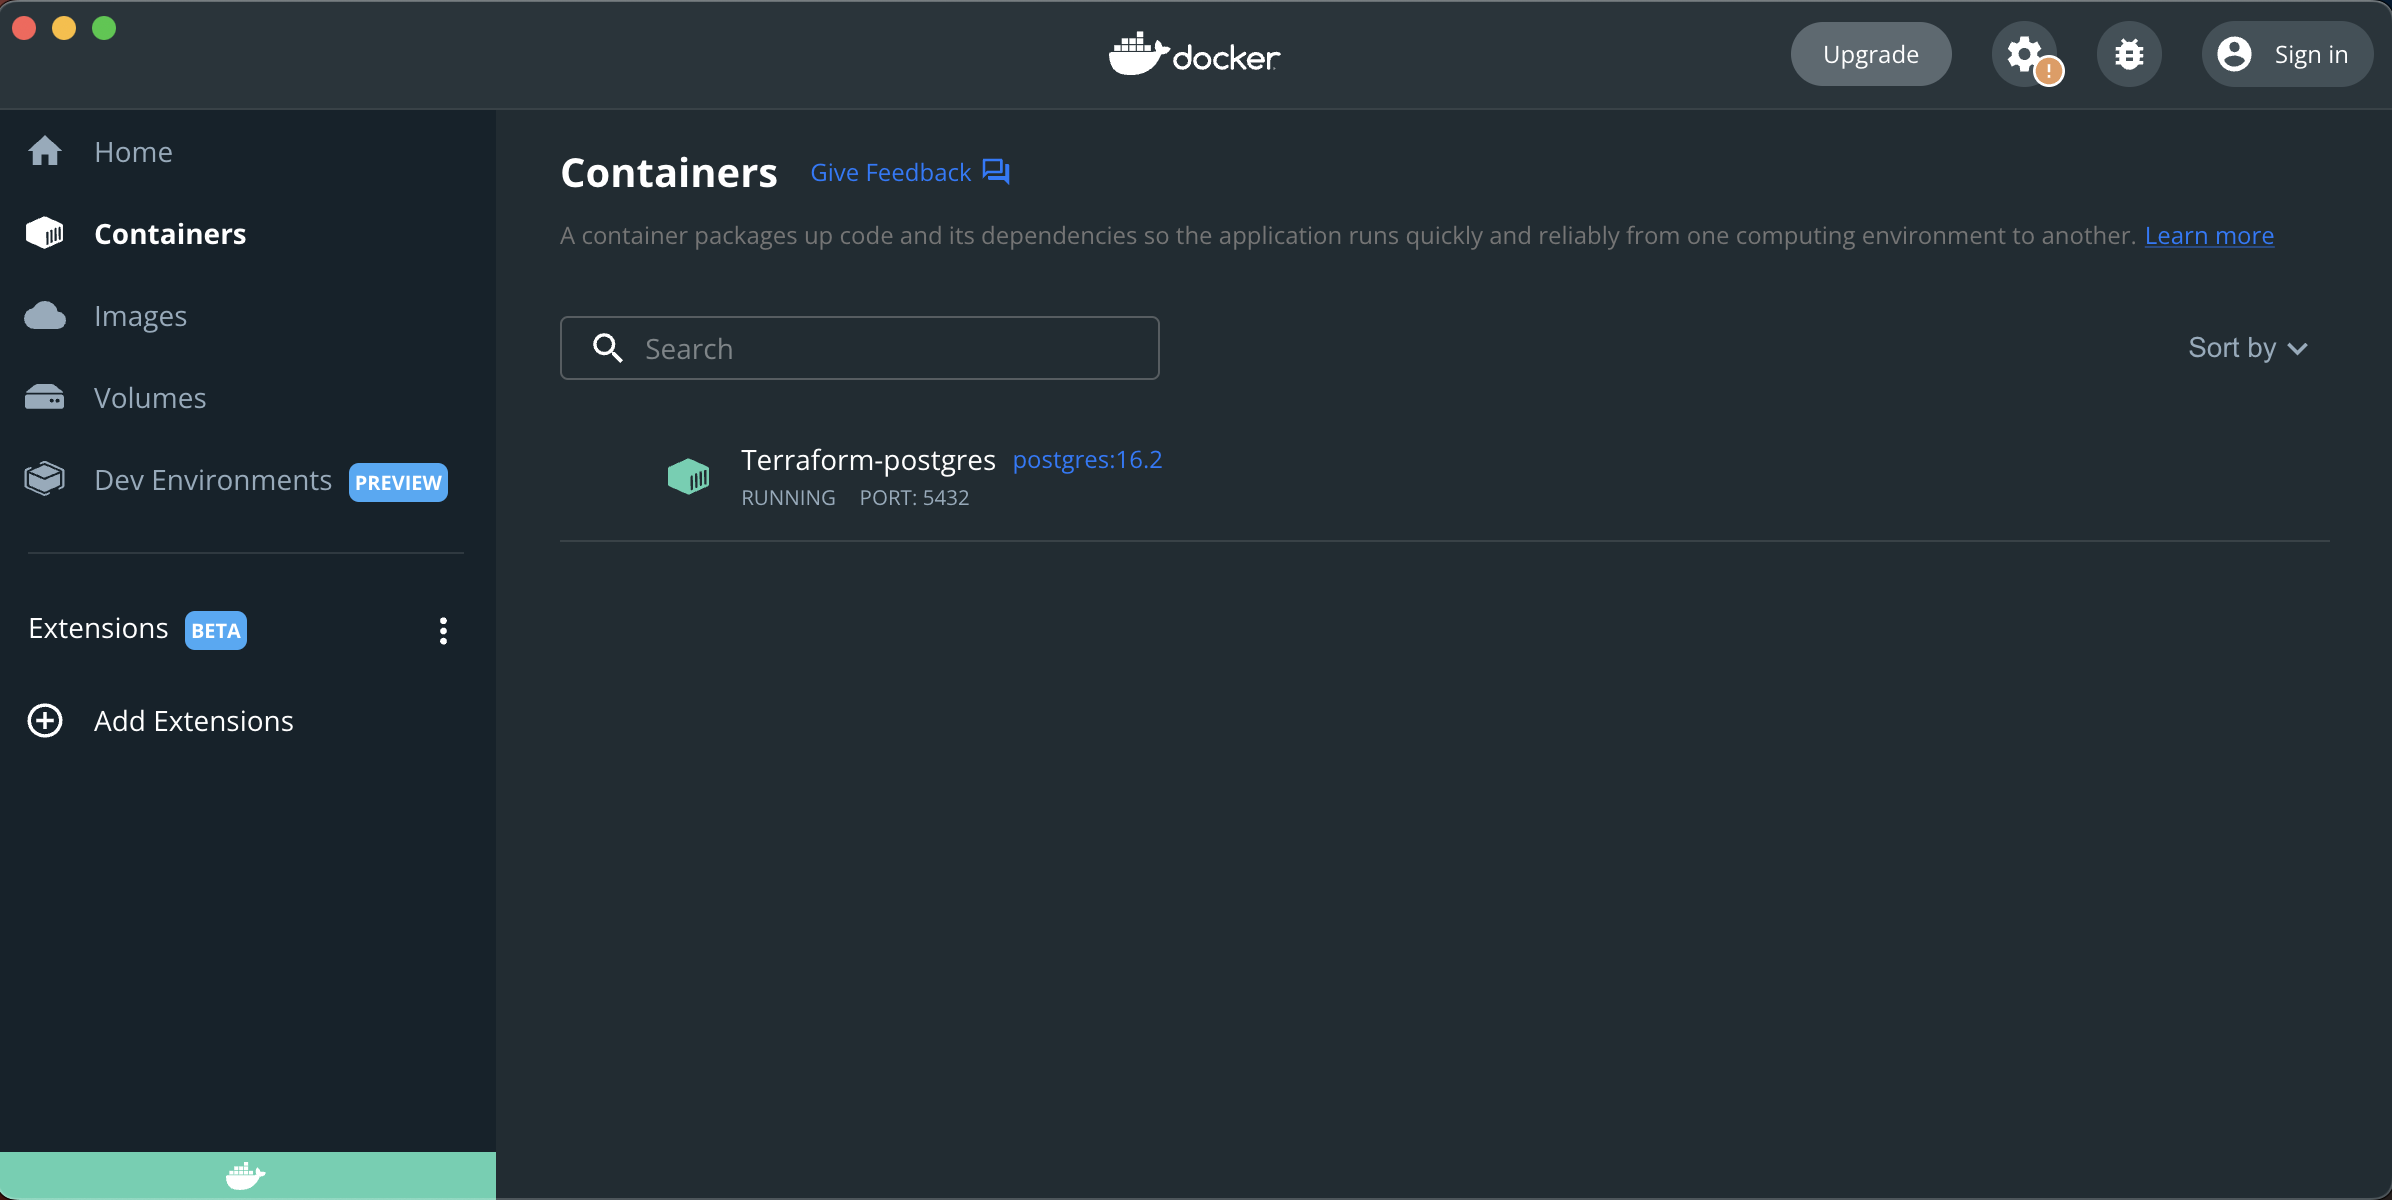 docker
Upgrade
!
Sign in
Home
Containers
Images
Volumes
Dev Environments PREVIEW
Extensions BETA
Add Extensions
Containers Give Feedback
A container packages up code and its dependencies so the application runs quickly and reliably from one computing environment to another. Learn more
Search
Sort by
Terraform-postgres postgres:16.2
RUNNING PORT: 5432